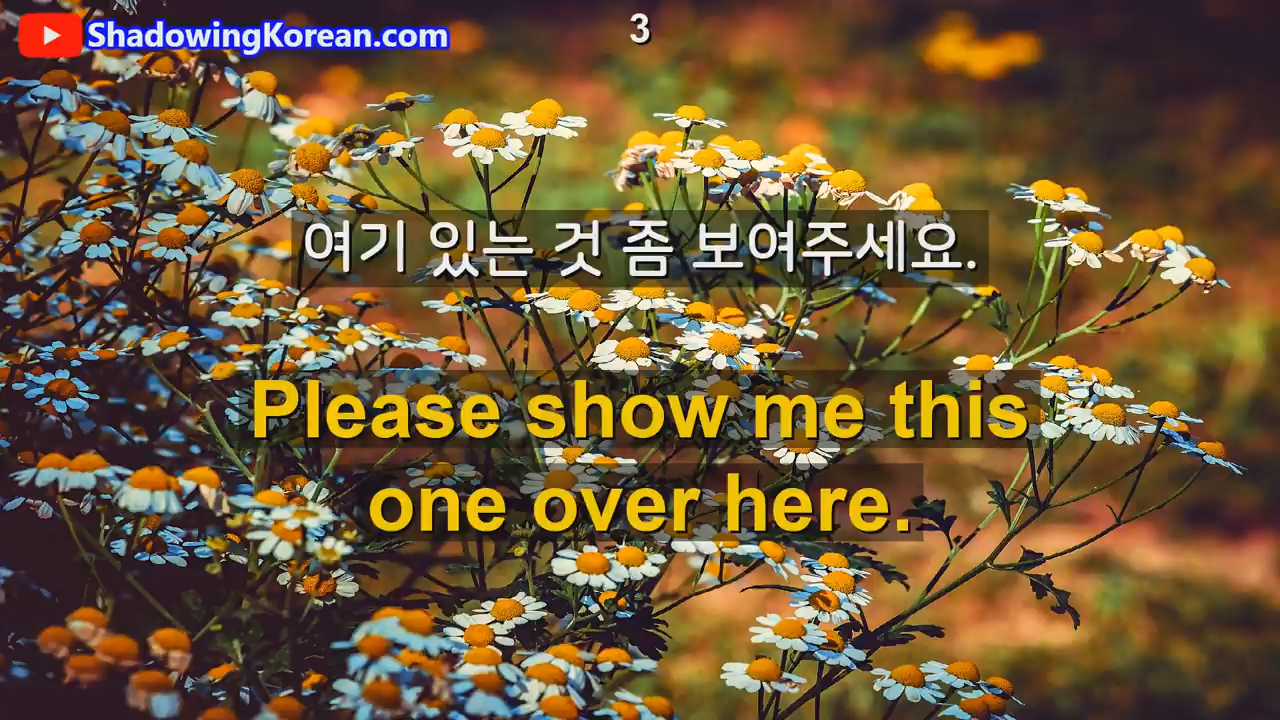 ShadowingKorean.com
3
여기 있는 것 좀 보여주세요.
Please show me this
one over here.